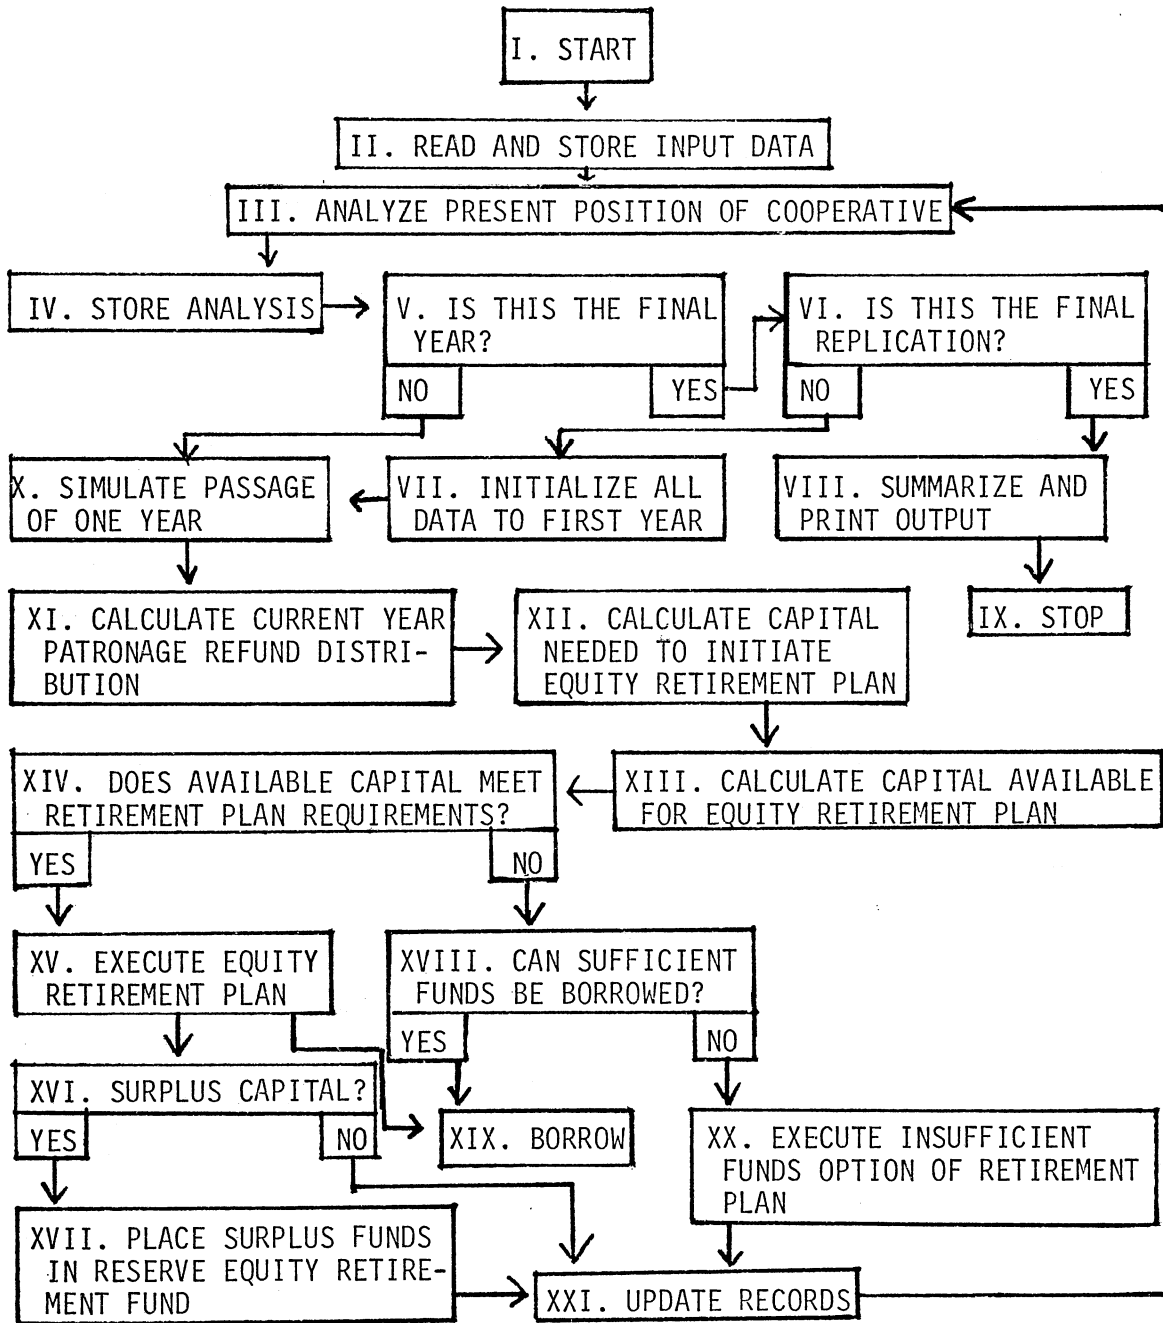 I. START
II. READ AND STORE INPUT DATA
III. ANALYZE PRESENT POSITION OF COOPERATIVE
IV. STORE ANALYSIS
V. IS THIS THE FINAL
YEAR?
NO
YES
VI. IS THIS THE FINAL
REPLICATION?
NO
YES
X. SIMULATE PASSAGE
OF ONE YEAR
VII. INITIALIZE ALL
DATA TO FIRST YEAR
VIII. SUMMARIZE AND
PRINT OUTPUT
IX. STOP
XI. CALCULATE CURRENT YEAR
PATRONAGE REFUND DISTRI-
BUTION
XII. CALCULATE CAPITAL
NEEDED TO INITIATE
EQUITY RETIREMENT PLAN
XIII. CALCULATE CAPITAL AVAILABLE
FOR EQUITY RETIREMENT PLAN
XIV. DOES AVAILABLE CAPITAL MEET
RETIREMENT PLAN REQUIREMENTS?
YES
NO
XV. EXECUTE EQUITY
RETIREMENT PLAN
XVIII. CAN SUFFICIENT
FUNDS BE BORROWED?
YES
NO
XVI. SURPLUS CAPITAL?
YES
NO
XIX. BORROW
XX. EXECUTE INSUFFICIENT
FUNDS OPTION OF RETIREMENT
PLAN
XVII. PLACE SURPLUS FUNDS
IN RESERVE EQUITY RETIRE-
MENT FUND
XXI. UPDATE RECORDS